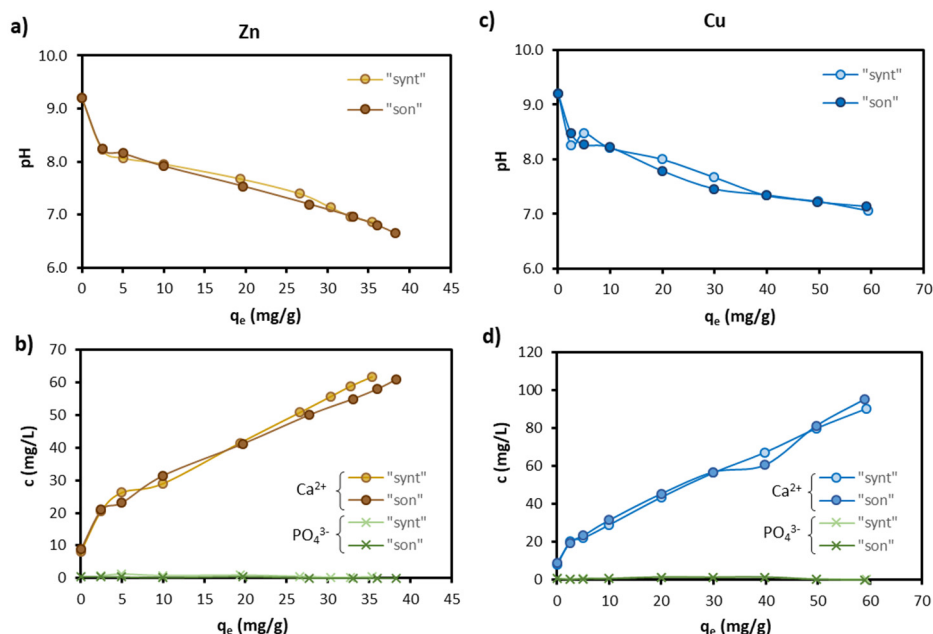 a)
Zn
10.0
9.0
8.0
7.0
6.0
pH
"synt"
"son"
0 5 10 15 20 25 30 35 40 45
qe (mg/g)
c)
Cu
10.0
9.0
8.0
7.0
6.0
pH
"synt"
"son"
0 10 20 30 40 50 60 70
qe (mg/g)
b)
70
60
50
40
30
20
10
0
c (mg/L)
Ca2+
"synt"
"son"
PO43-
"synt"
"son"
0 5 10 15 20 25 30 35 40 45
qe (mg/g)
d)
120
100
80
60
40
20
0
c (mg/L)
Ca2+
"synt"
"son"
PO43-
"synt"
"son"
0 10 20 30 40 50 60 70
qe (mg/g)